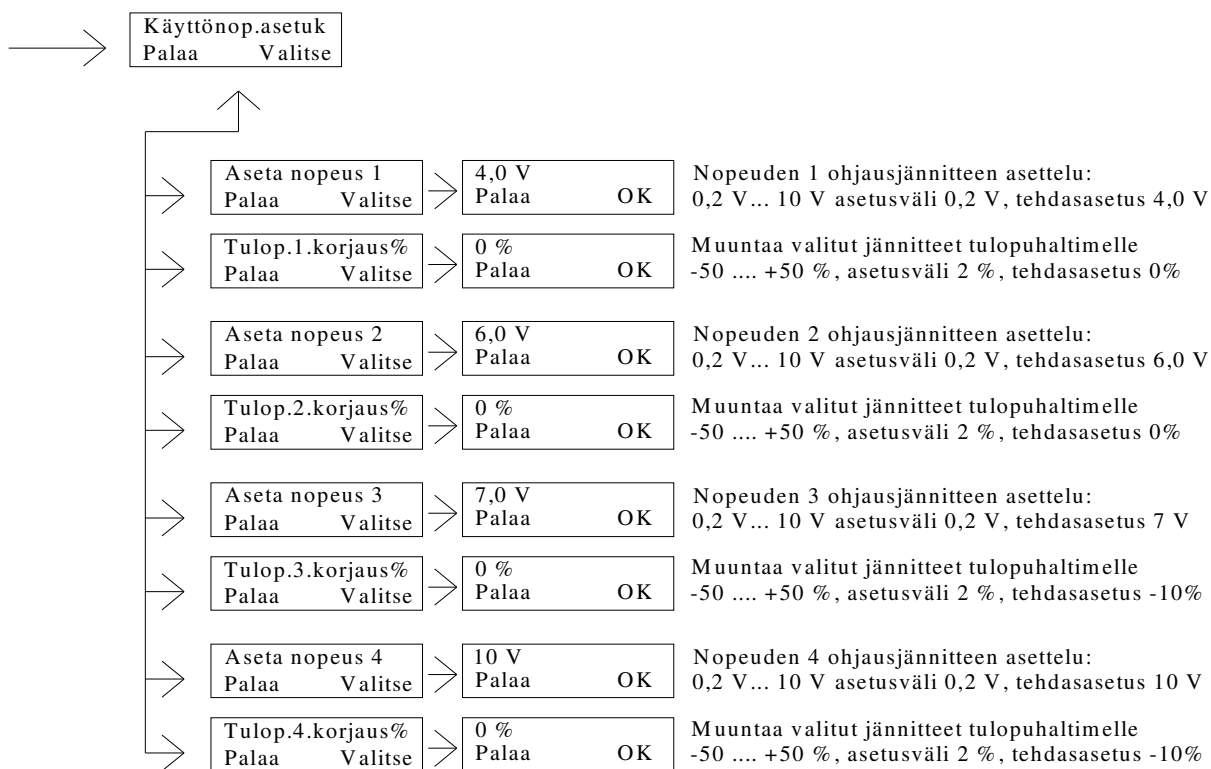 Käyttönop.asetuk
Palaa Valitse
Aseta nopeus 1
Palaa Valitse
4,0 V
Palaa OK
Nopeuden 1 ohjausjännitteen asettelu:
0,2 V... 10 V asetusväli 0,2 V, tehdasasetus 4,0 V
Tulop.1.korjaus%
Palaa Valitse
0 %
Palaa OK
Muuntaa valitut jännitteet tulopuhaltimelle
-50 .... +50 %, asetusväli 2 %, tehdasasetus 0%
Aseta nopeus 2
Palaa Valitse
6,0 V
Palaa OK
Nopeuden 2 ohjausjännitteen asettelu:
0,2 V... 10 V asetusväli 0,2 V, tehdasasetus 6,0 V
Tulop.2.korjaus%
Palaa Valitse
0 %
Palaa OK
Muuntaa valitut jännitteet tulopuhaltimelle
-50 .... +50 %, asetusväli 2 %, tehdasasetus 0%
Aseta nopeus 3
Palaa Valitse
7,0 V
Palaa OK
Nopeuden 3 ohjausjännitteen asettelu:
0,2 V... 10 V asetusväli 0,2 V, tehdasasetus 7 V
Tulop.3.korjaus%
Palaa Valitse
0 %
Palaa OK
Muuntaa valitut jännitteet tulopuhaltimelle
-50 .... +50 %, asetusväli 2 %, tehdasasetus -10%
Aseta nopeus 4
Palaa Valitse
10 V
Palaa OK
Nopeuden 4 ohjausjännitteen asettelu:
0,2 V... 10 V asetusväli 0,2 V, tehdasasetus 10 V
Tulop.4.korjaus%
Palaa Valitse
0 %
Palaa OK
Muuntaa valitut jännitteet tulopuhaltimelle
-50 .... +50 %, asetusväli 2 %, tehdasasetus -10%